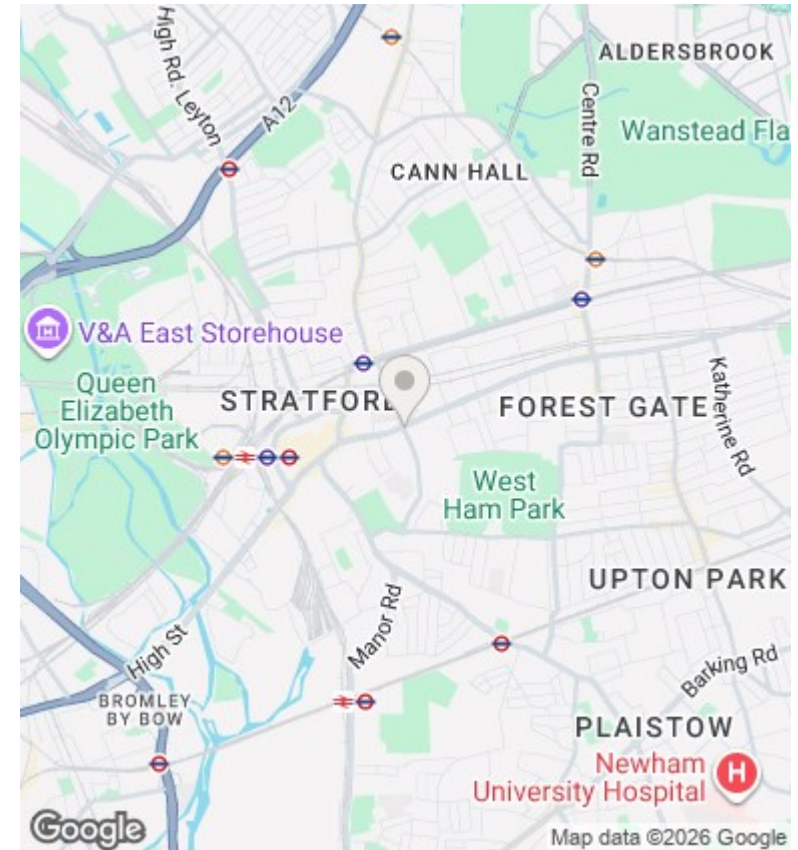 High Rd. Leyton
A12
ALDERSBROOK
Centre Rd
Wanstead Fla
CANN HALL
V&A East Storehouse
Queen
Elizabeth
Olympic Park
STRATFORD
FOREST GATE
Katherine Rd
West
Ham Park
UPTON PARK
Manor Rd
High St
Barking Rd
BROMLEY
BY BOW
PLAISTOW
Newham
University Hospital
H
Google
Map data ©2026 Google